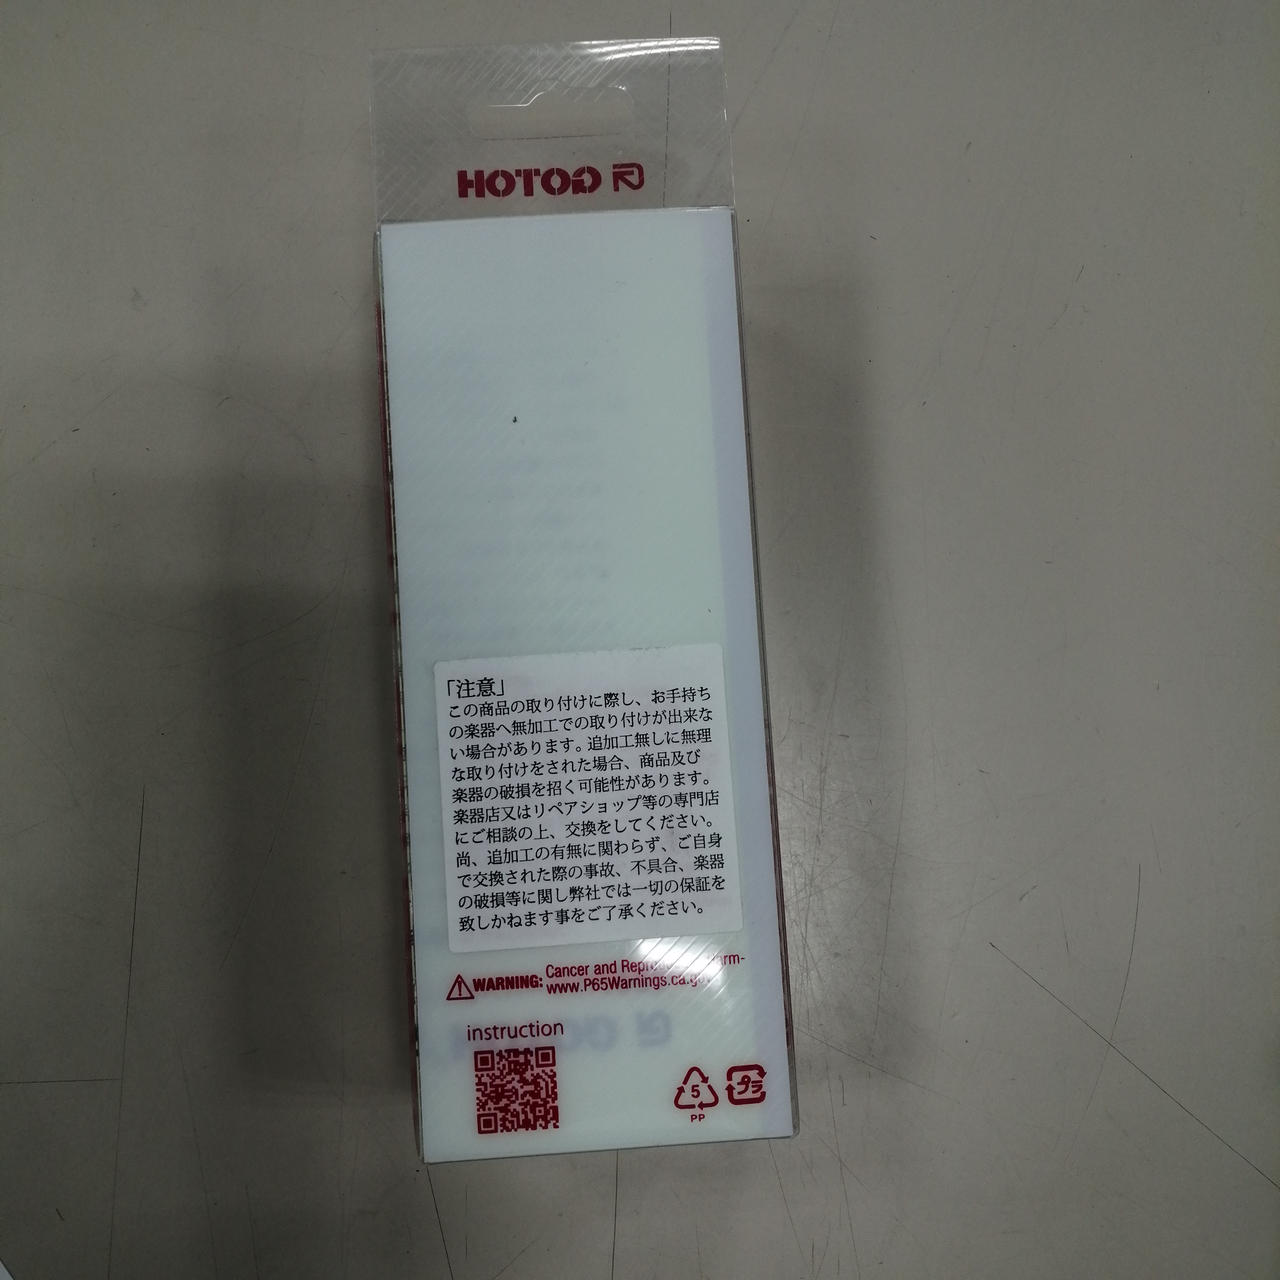 GOTOH
「注意」
この商品の取り付けに際し、お手持ち
の楽器へ無加工での取り付けが出来な
い場合があります。追加工無しに無理
な取り付けをされた場合、商品及び
楽器の破損を招く可能性があります。
楽器店又はリペアショップ等の専門店
にご相談の上、交換をしてください。
尚、追加工の有無に関わらず、ご自身
で交換された際の事故、不具合、楽器
の破損等に関し弊社では一切の保証を
致しかねます事をご了承ください。
WARNING: Cancer and Harm-
www.P65Warnings.ca.gov
instruction
5
PP
プラ